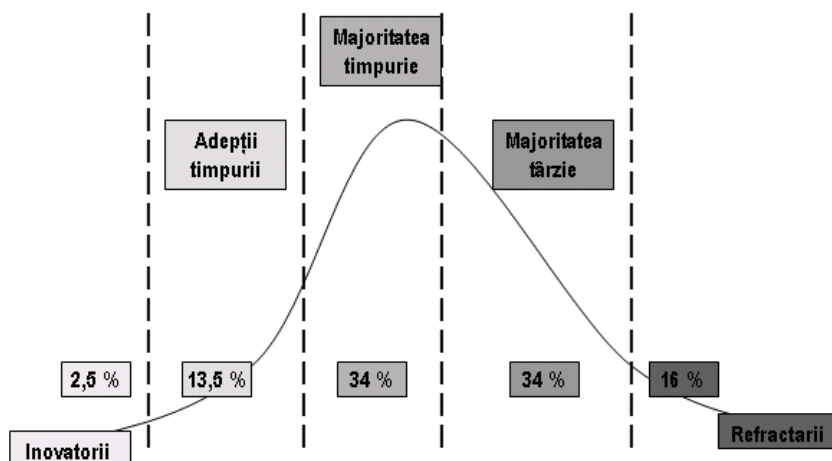 Majoritatea
timpurie
Adepții
timpurii
Majoritatea
târzie
2,5 %
13,5 %
34 %
34 %
16 %
Inovatorii
Refractarii